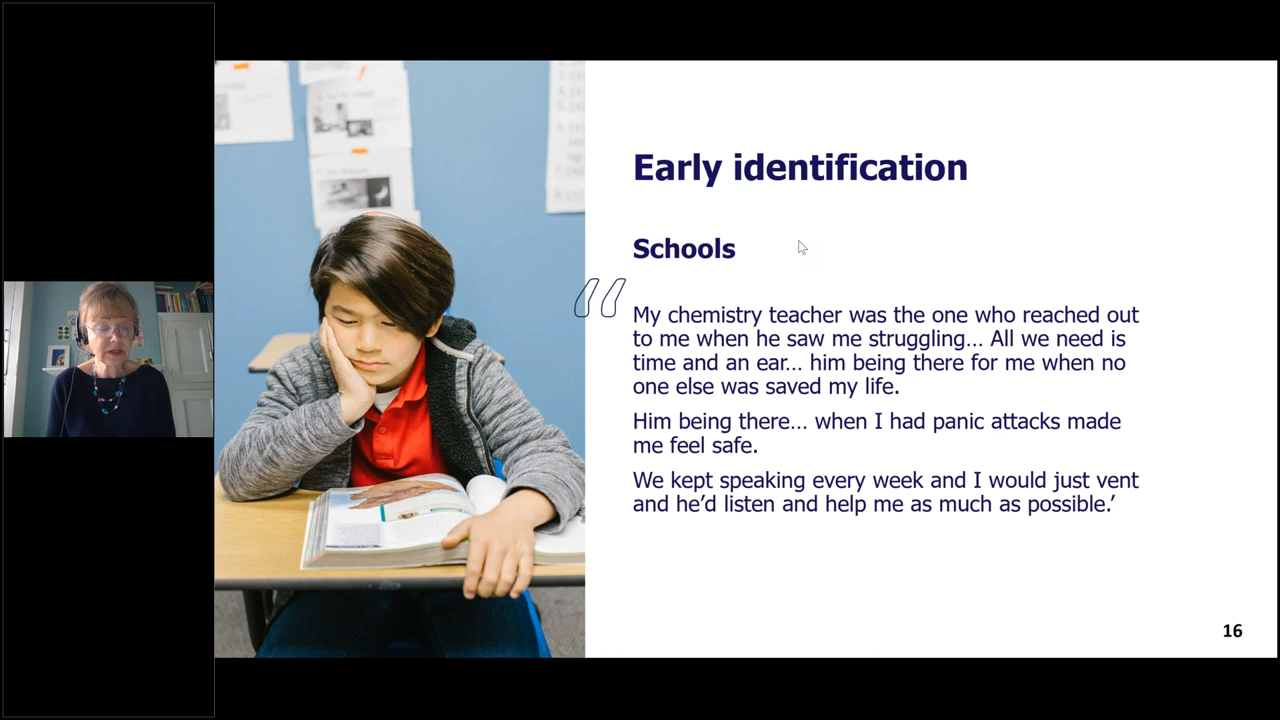 Early identification
Schools
“
My chemistry teacher was the one who reached out
to me when he saw me struggling... All we need is
time and an ear... him being there for me when no
one else was saved my life.
Him being there... when I had panic attacks made
me feel safe.
We kept speaking every week and I would just vent
and he’d listen and help me as much as possible.’
16